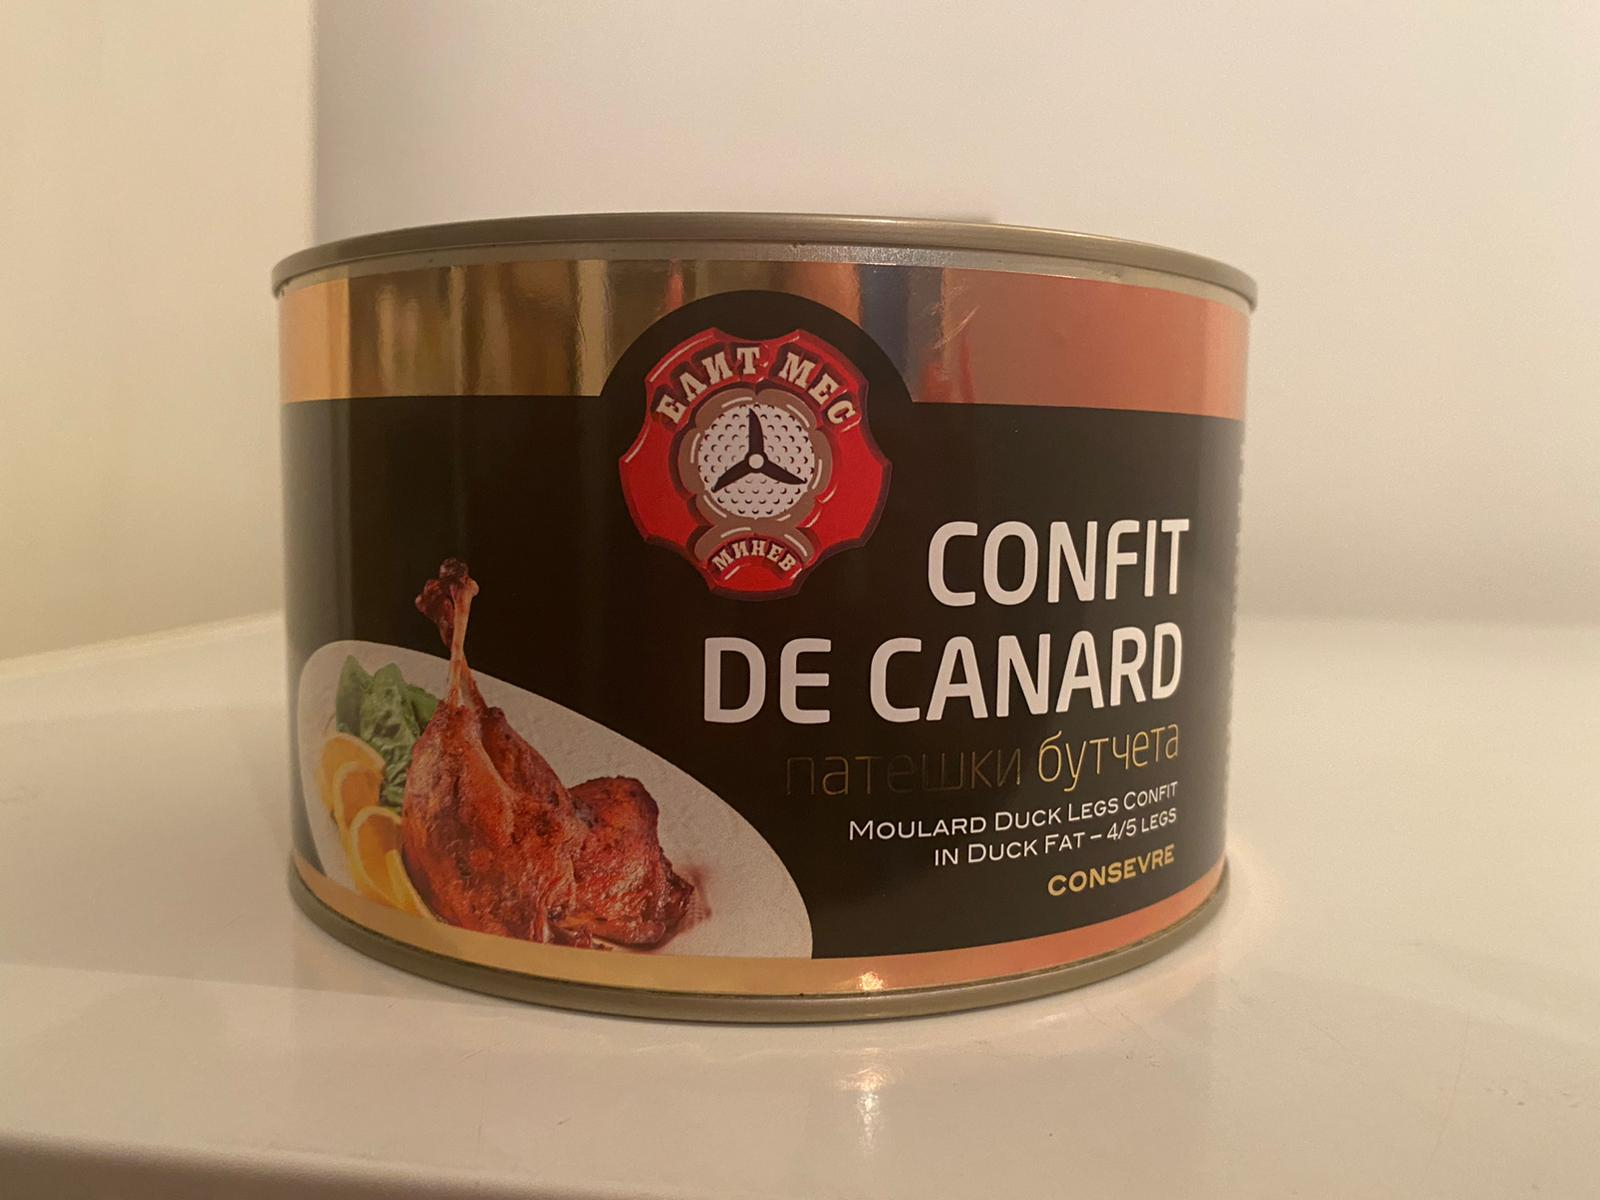 ЕЛИТ МЕС
МИНЕВ
CONFIT
DE CANARD
патешки бутчета
MOULARD DUCK LEGS CONFIT
IN DUCK FAT – 4/5 LEGS
CONSEVRE